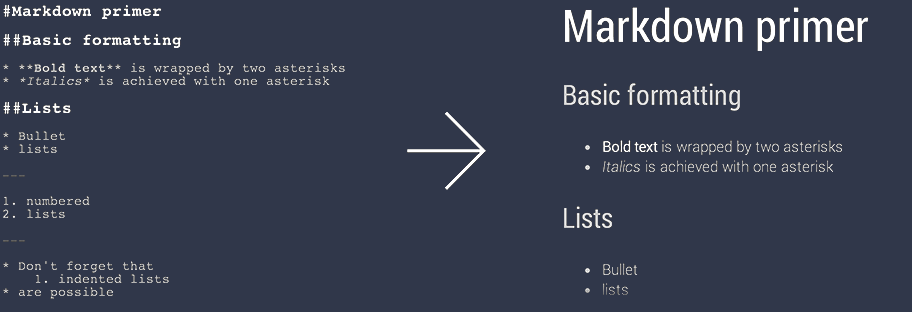 #Markdown primer
##Basic formatting
* **Bold text** is wrapped by two asterisks
* *Italics* is achieved with one asterisk
##Lists
* Bullet
* lists
---
1. numbered
2. lists
---
* Don't forget that
    1. indented lists
* are possible
Markdown primer
Basic formatting
• Bold text is wrapped by two asterisks
• Italics is achieved with one asterisk
Lists
• Bullet
• lists